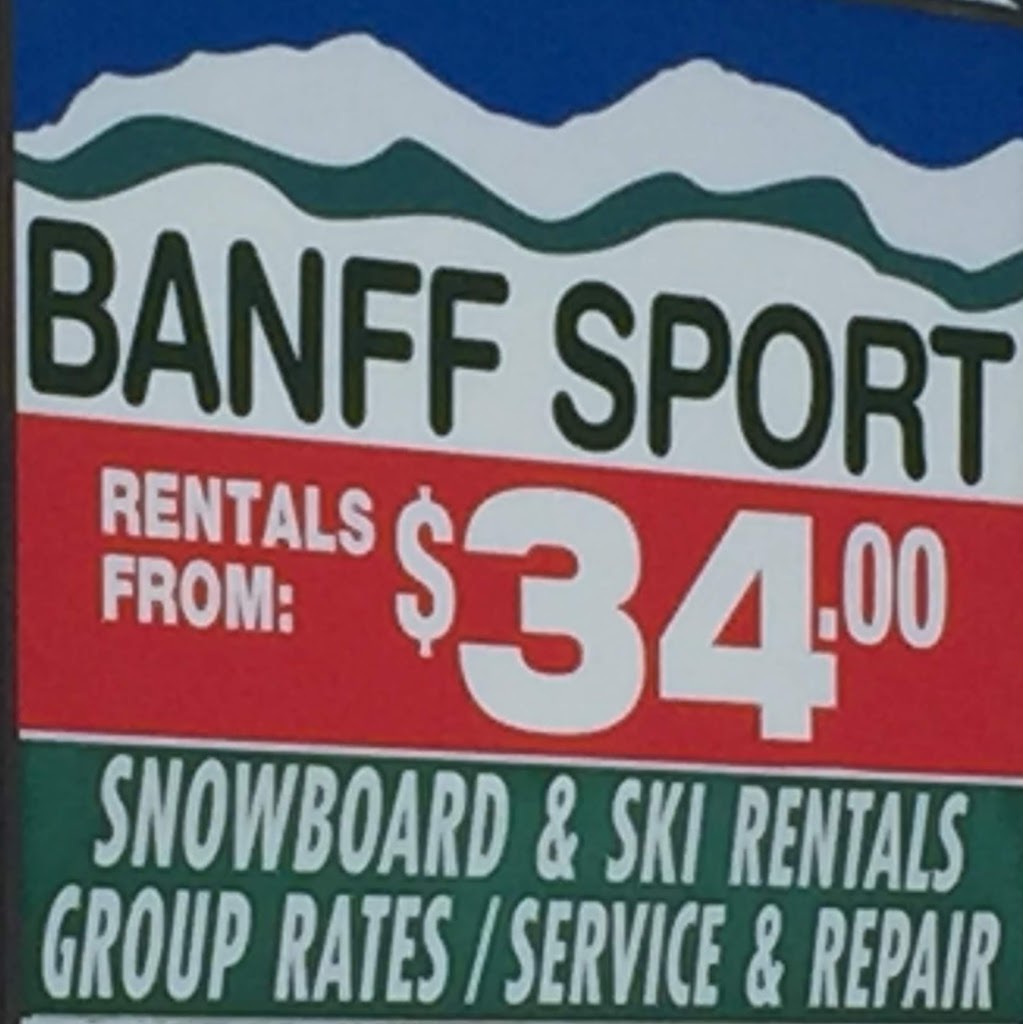 BANFF SPORT
RENTALS
FROM: $34.00
SNOWBOARD & SKI RENTALS
GROUP RATES / SERVICE & REPAIR